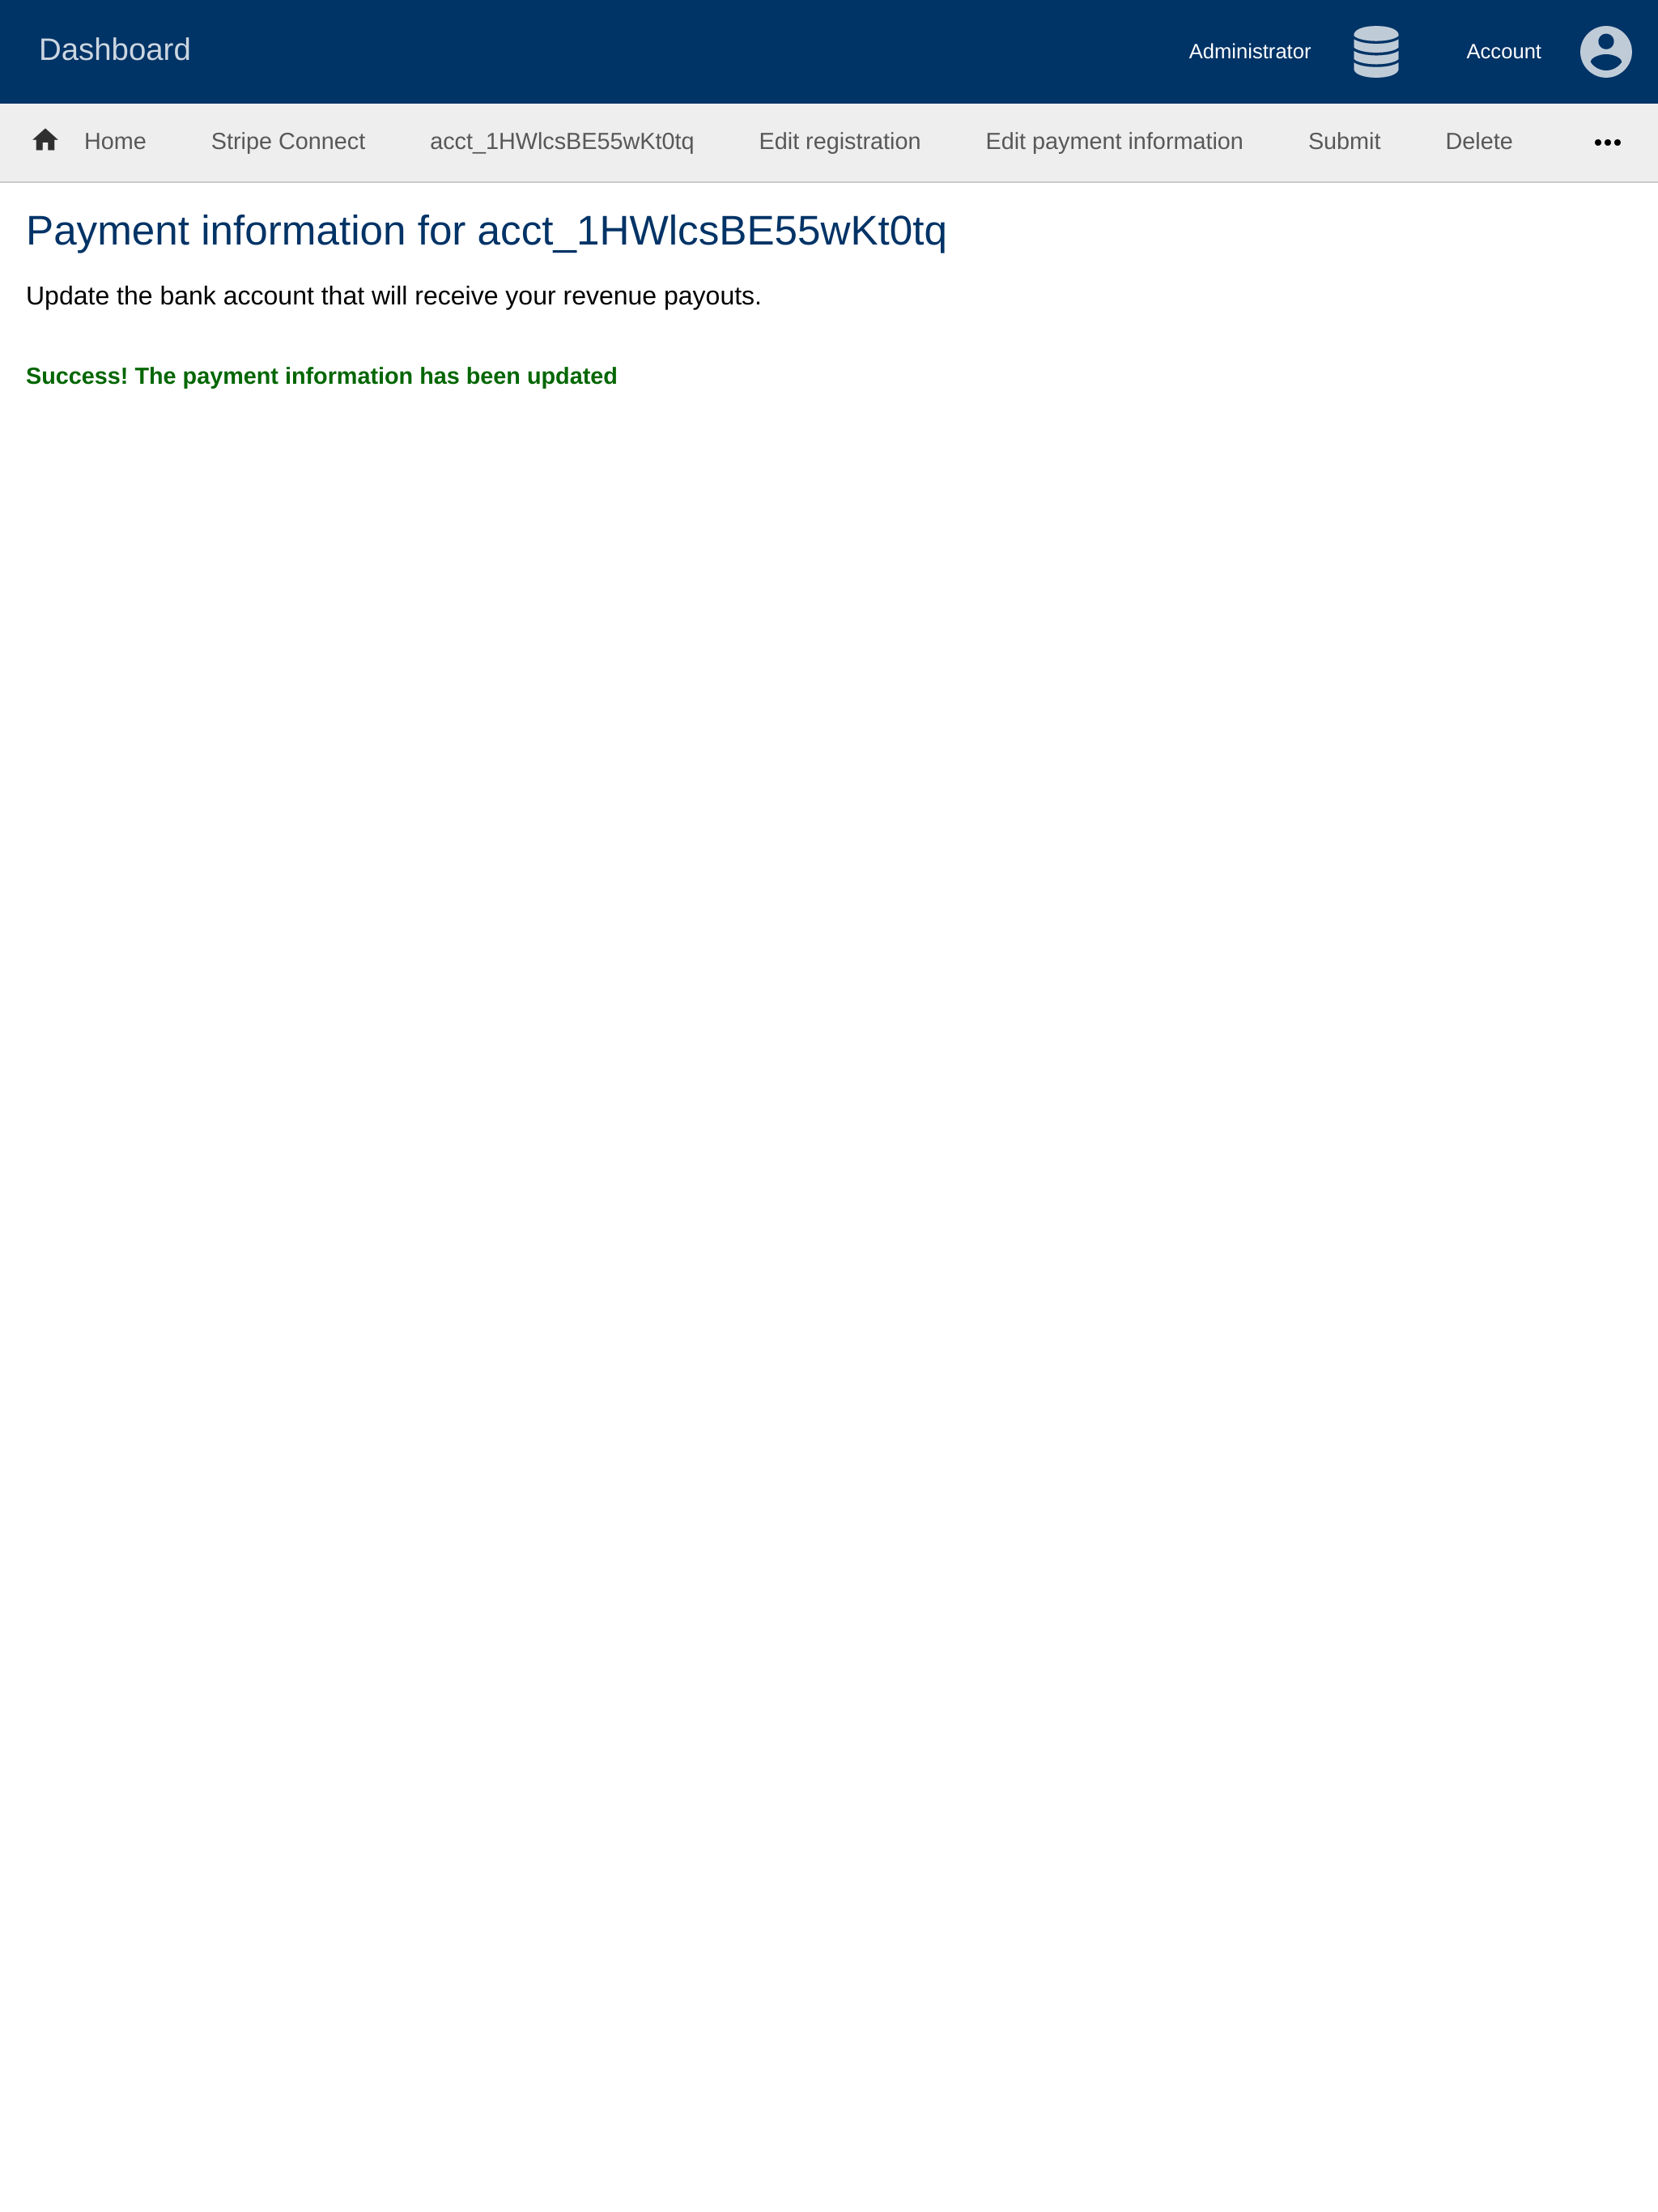 Dashboard Administrator Account
Home Stripe Connect acct_1HWlcsBE55wKt0tq Edit registration Edit payment information Submit Delete
Payment information for acct_1HWlcsBE55wKt0tq
Update the bank account that will receive your revenue payouts.
Success! The payment information has been updated